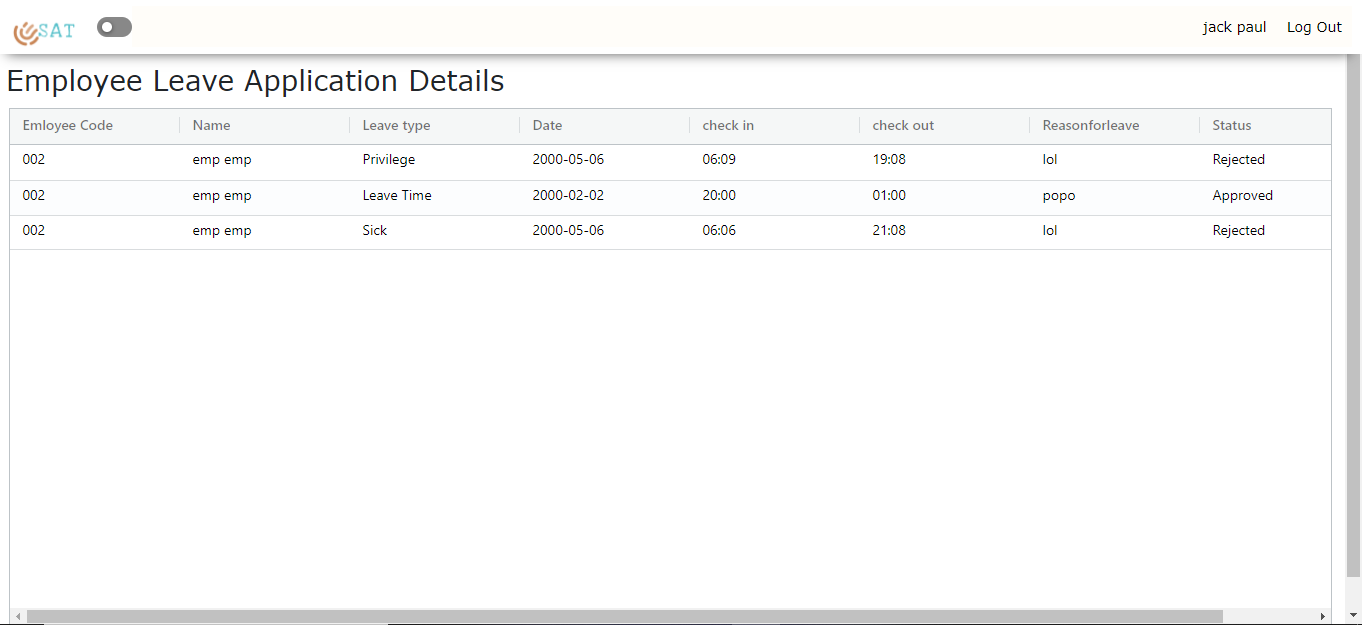 SAT jack paul Log Out
Employee Leave Application Details
Emloyee Code Name Leave type Date check in check out Reasonforleave Status
002 emp emp Privilege 2000-05-06 06:09 19:08 lol Rejected
002 emp emp Leave Time 2000-02-02 20:00 01:00 popo Approved
002 emp emp Sick 2000-05-06 06:06 21:08 lol Rejected